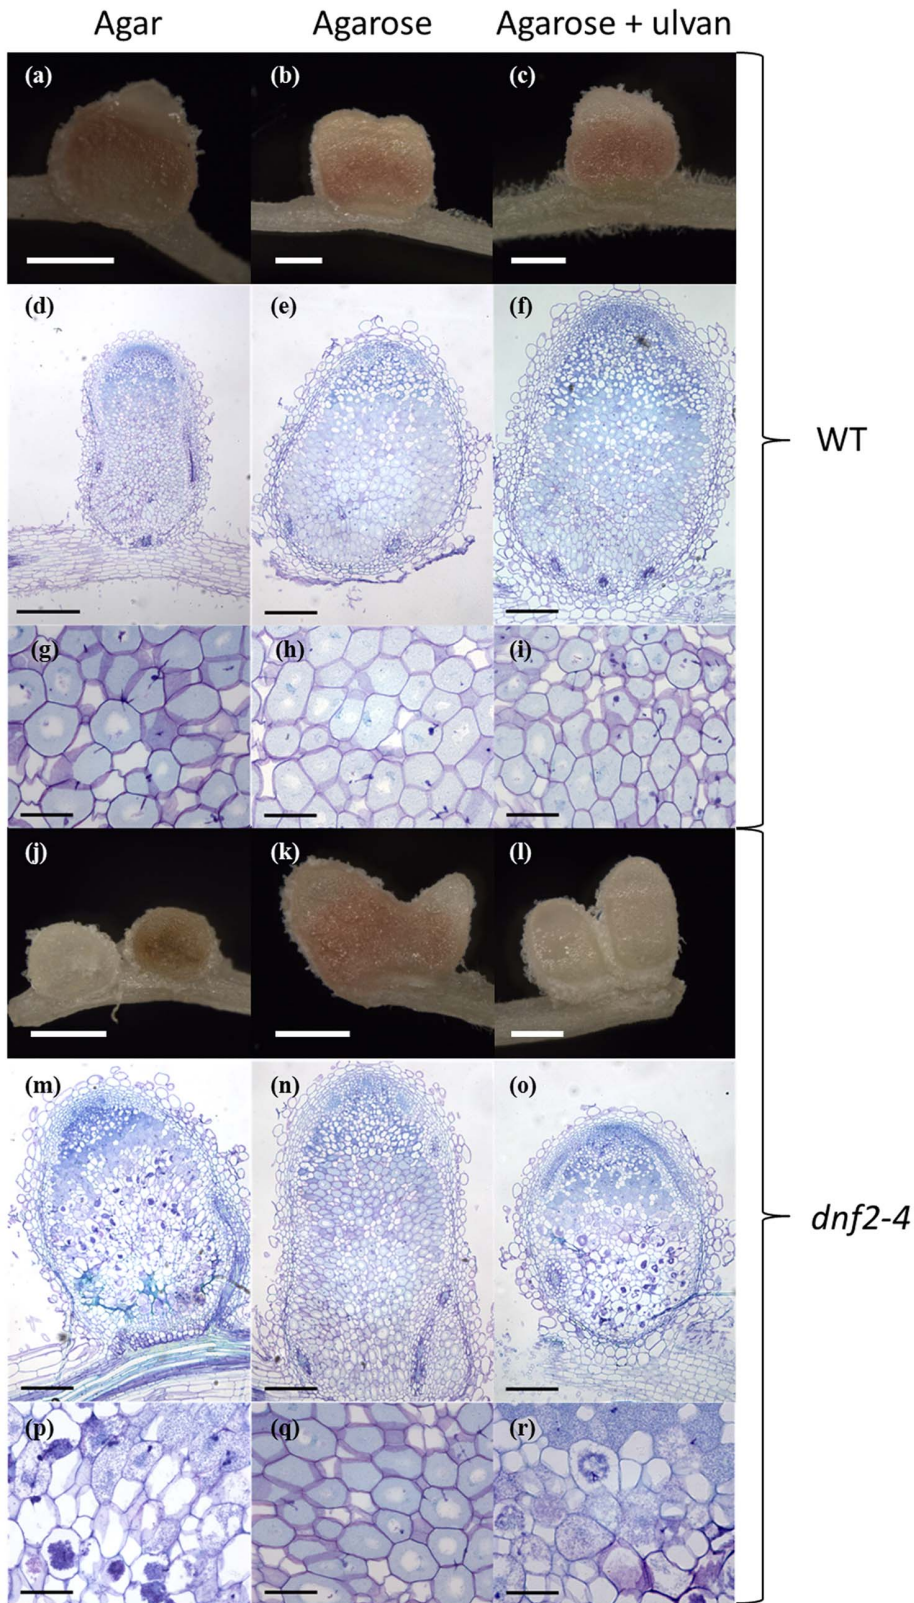 Agar Agarose Agarose + ulvan
(a) (b) (c)
(d) (e) (f)
WT
(g) (h) (i)
(j) (k) (l)
(m) (n) (o)
dnf2-4
(p) (q) (r)